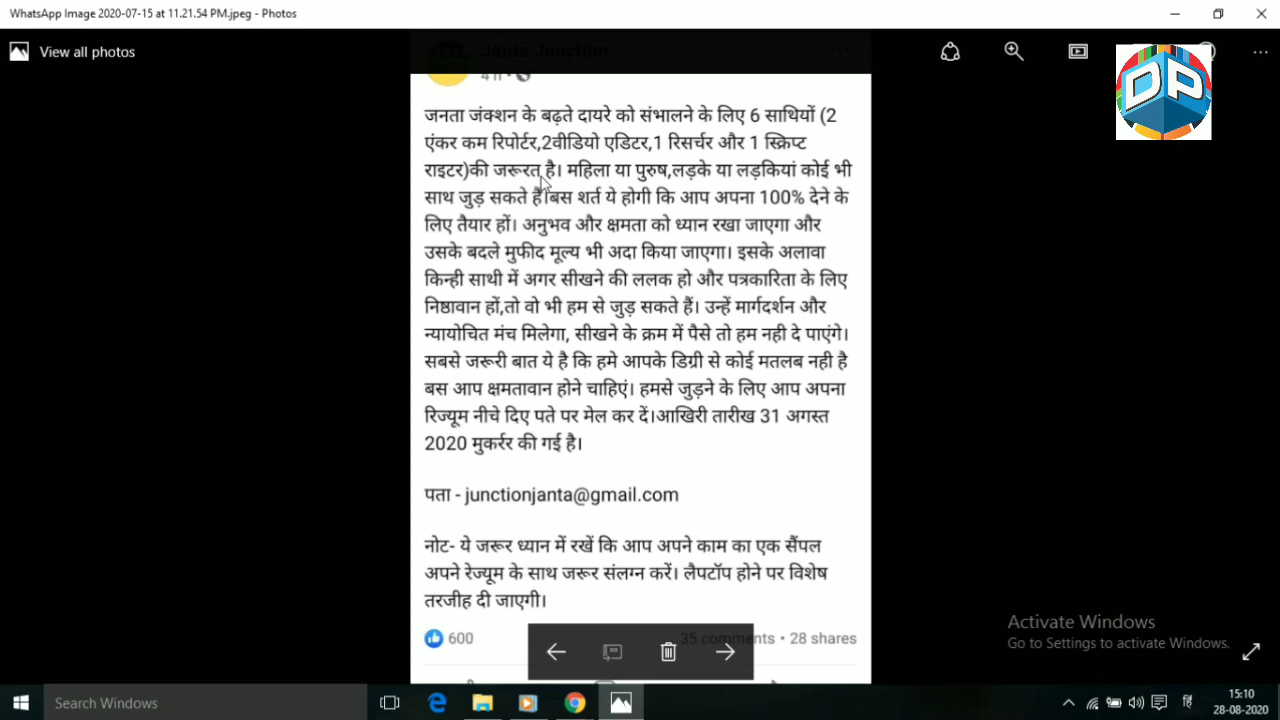 WhatsApp Image 2020-07-15 at 11.21.54 PM.jpeg - Photos
View all photos
Janta Junction
DP
जनता जंक्शन के बढ़ते दायरे को संभालने के लिए 6 साथियों (2
एंकर कम रिपोर्टर,2वीडियो एडिटर,1 रिसर्चर और 1 स्क्रिप्ट
राइटर)की जरूरत है। महिला या पुरुष,लड़के या लड़कियां कोई भी
साथ जुड़ सकते हैं।बस शर्त ये होगी कि आप अपना 100% देने के
लिए तैयार हों। अनुभव और क्षमता को ध्यान रखा जाएगा और
उसके बदले मुफीद मूल्य भी अदा किया जाएगा। इसके अलावा
किन्ही साथी में अगर सीखने की ललक हो और पत्रकारिता के लिए
निष्ठावान हों,तो वो भी हम से जुड़ सकते हैं। उन्हें मार्गदर्शन और
न्यायोचित मंच मिलेगा, सीखने के क्रम में पैसे तो हम नही दे पाएंगे।
सबसे जरूरी बात ये है कि हमे आपके डिग्री से कोई मतलब नही है
बस आप क्षमतावान होने चाहिएं। हमसे जुड़ने के लिए आप अपना
रिज्यूम नीचे दिए पते पर मेल कर दें।आखिरी तारीख 31 अगस्त
2020 मुकर्रर की गई है।
पता - junctionjanta@gmail.com
नोट- ये जरूर ध्यान में रखें कि आप अपने काम का एक सैंपल
अपने रेज्यूम के साथ जरूर संलग्न करें। लैपटॉप होने पर विशेष
तरजीह दी जाएगी।
600
35 comments • 28 shares
Activate Windows
Go to Settings to activate Windows.
Search Windows
हिं
15:10
28-08-2020